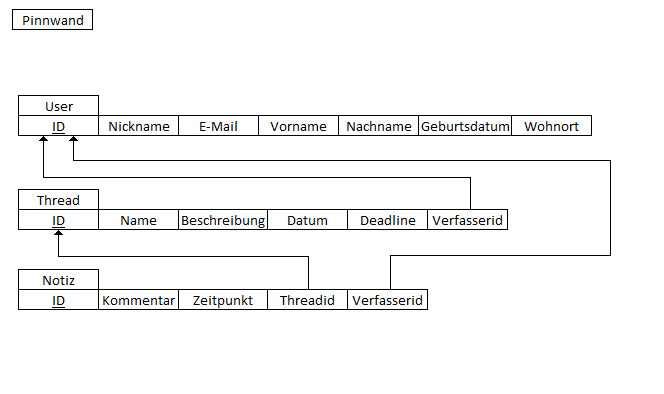 Pinnwand
User
ID Nickname E-Mail Vorname Nachname Geburtsdatum Wohnort
Thread
ID Name Beschreibung Datum Deadline Verfasserid
Notiz
ID Kommentar Zeitpunkt Threadid Verfasserid